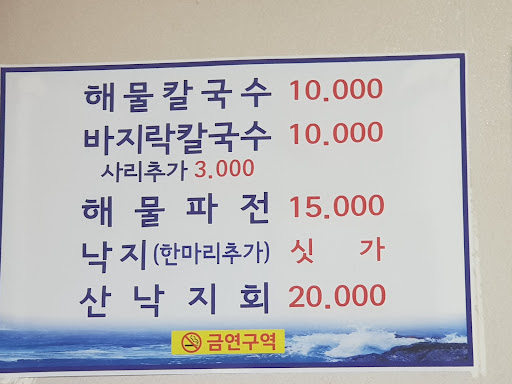 해물칼국수 10.000
바지락칼국수 10.000
사리추가 3.000
해물파전 15.000
낙지(한마리추가) 싯가
산낙지회 20.000
금연구역